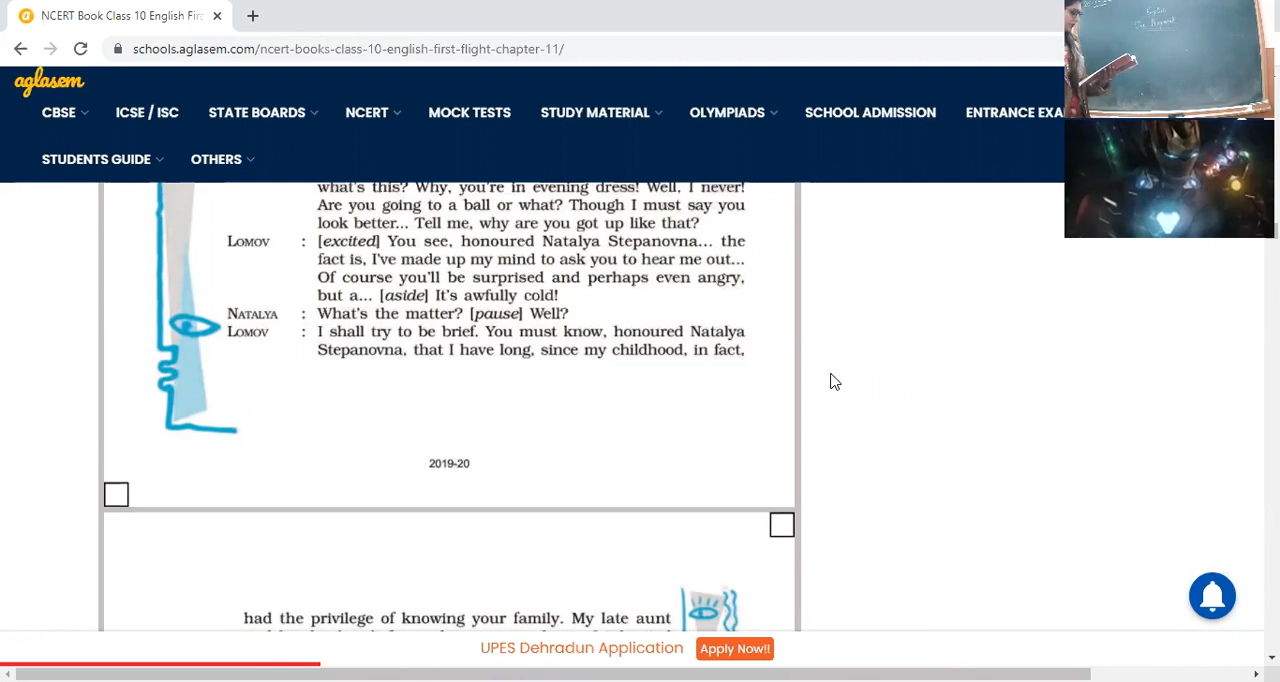 NCERT Book Class 10 English Firs
schools.aglasem.com/ncert-books-class-10-english-first-flight-chapter-11/
aglasem
CBSE ICSE / ISC STATE BOARDS NCERT MOCK TESTS STUDY MATERIAL OLYMPIADS SCHOOL ADMISSION ENTRANCE EXA
STUDENTS GUIDE OTHERS
English
The Proposal
what's this? Why, you're in evening dress! Well, I never!
Are you going to a ball or what? Though I must say you
look better... Tell me, why are you got up like that?
LOMOV : [excited] You see, honoured Natalya Stepanovna... the
fact is, I've made up my mind to ask you to hear me out...
Of course you'll be surprised and perhaps even angry,
but a... [aside] It's awfully cold!
NATALYA : What's the matter? [pause] Well?
LOMOV : I shall try to be brief. You must know, honoured Natalya
Stepanovna, that I have long, since my childhood, in fact,
2019-20
had the privilege of knowing your family. My late aunt
UPES Dehradun Application Apply Now!!